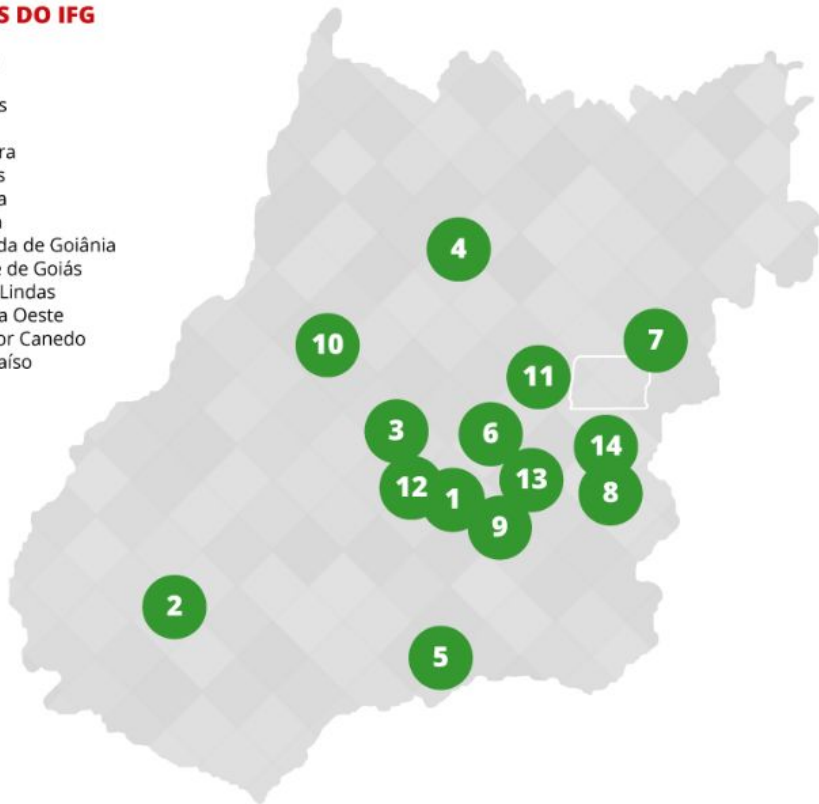 S DO IFG
s
ra
s
a
da de Goiânia
e de Goiás
Lindas
a Oeste
or Canedo
aíso
4
7
10
11
3
6
14
12
1
13
8
9
2
5